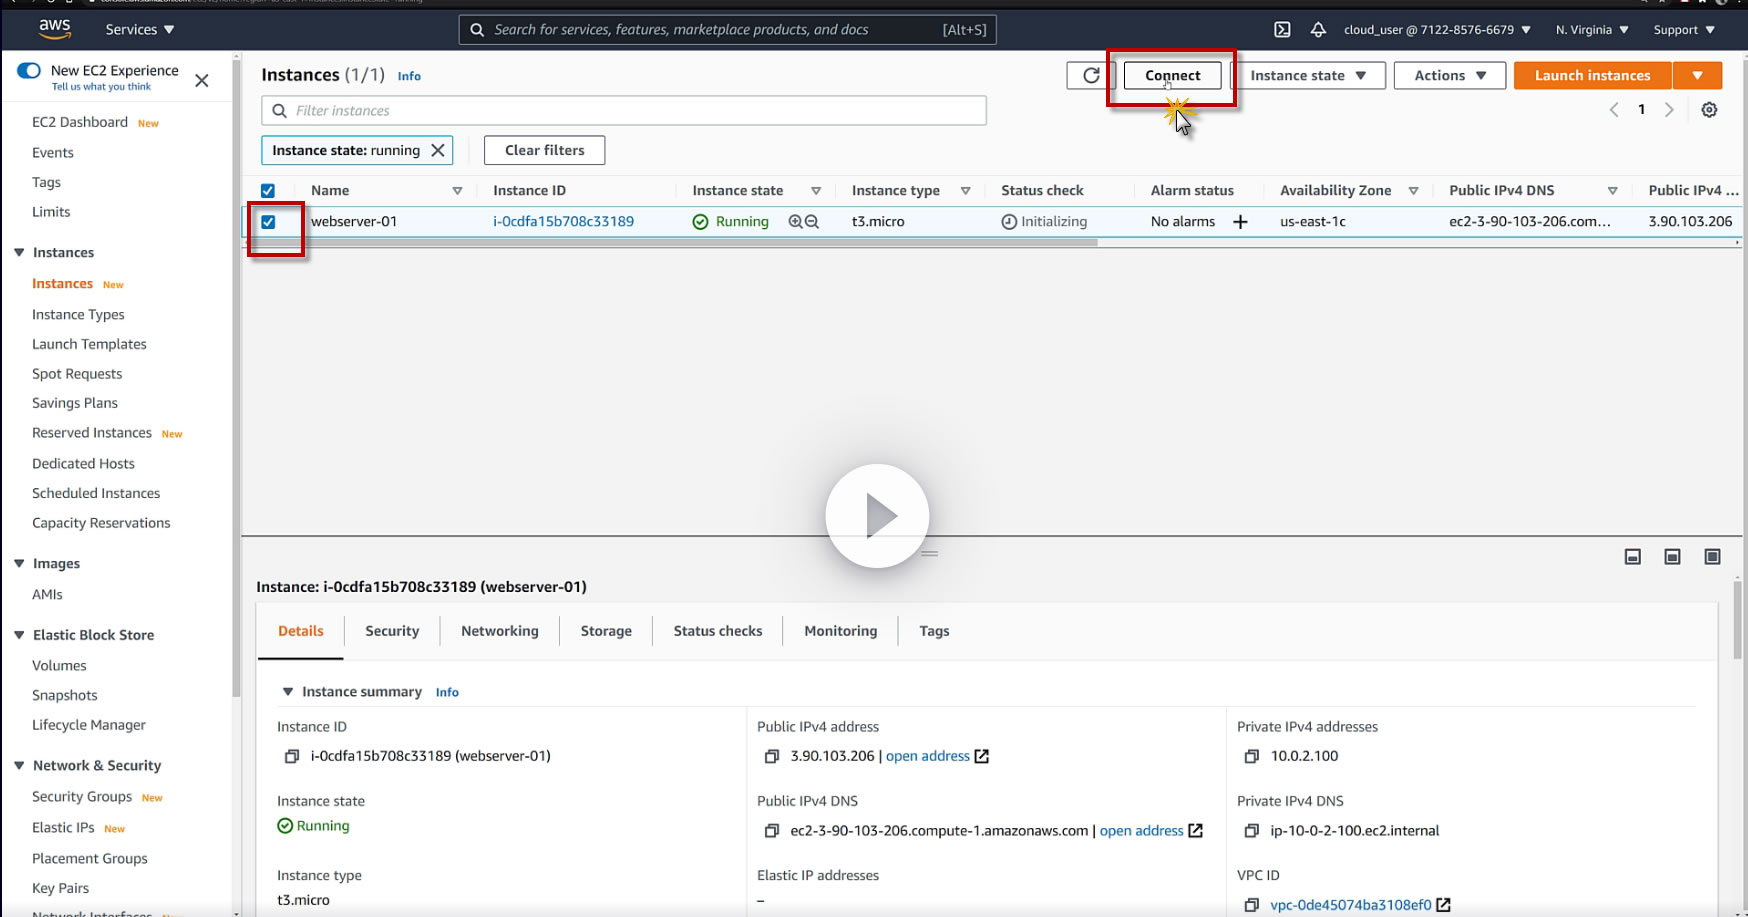 aws
Services
Search for services, features, marketplace products, and docs
[Alt+S]
cloud_user @ 7122-8576-6679
N. Virginia
Support
New EC2 Experience
Tell us what you think
EC2 Dashboard New
Events
Tags
Limits
Instances
Instances New
Instance Types
Launch Templates
Spot Requests
Savings Plans
Reserved Instances New
Dedicated Hosts
Scheduled Instances
Capacity Reservations
Images
AMIs
Elastic Block Store
Volumes
Snapshots
Lifecycle Manager
Network & Security
Security Groups New
Elastic IPs New
Placement Groups
Key Pairs
Network Interfaces
Instances (1/1) Info
Connect
Instance state
Actions
Launch instances
Filter instances
1
Instance state: running
Clear filters
Name Instance ID Instance state Instance type Status check Alarm status Availability Zone Public IPv4 DNS Public IPv4 ...
webserver-01 i-0cdfa15b708c33189 Running t3.micro Initializing No alarms us-east-1c ec2-3-90-103-206.com... 3.90.103.206
Instance: i-0cdfa15b708c33189 (webserver-01)
Details Security Networking Storage Status checks Monitoring Tags
Instance summary Info
Instance ID
i-0cdfa15b708c33189 (webserver-01)
Instance state
Running
Instance type
t3.micro
Public IPv4 address
3.90.103.206 | open address
Public IPv4 DNS
ec2-3-90-103-206.compute-1.amazonaws.com | open address
Elastic IP addresses
–
Private IPv4 addresses
10.0.2.100
Private IPv4 DNS
ip-10-0-2-100.ec2.internal
VPC ID
vpc-0de45074ba3108ef0